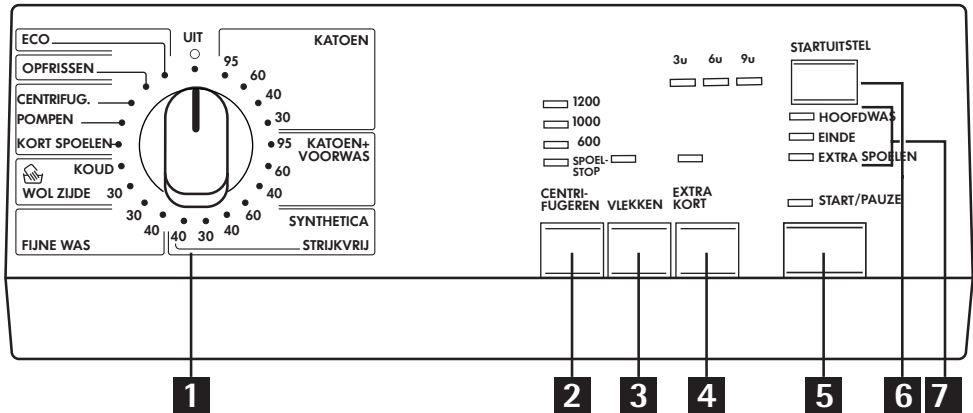 ECO
OPFRISSEN
CENTRIFUG.
POMPEN
KORT SPOELEN
KOUD
WOL ZIJDE
FIJNE WAS
UIT
KATOEN
95
60
40
30
KATOEN+
VOORWAS
95
60
40
SYNTHETICA
60
40
STRIJKVRIJ
30
40
40
30
30
1200
1000
600
SPOEL-
STOP
CENTRI-
FUGEREN
VLEKKEN
EXTRA
KORT
3u 6u 9u
STARTUITSTEL
HOOFDWAS
EINDE
EXTRA SPOELEN
START/PAUZE
1 2 3 4 5 6 7